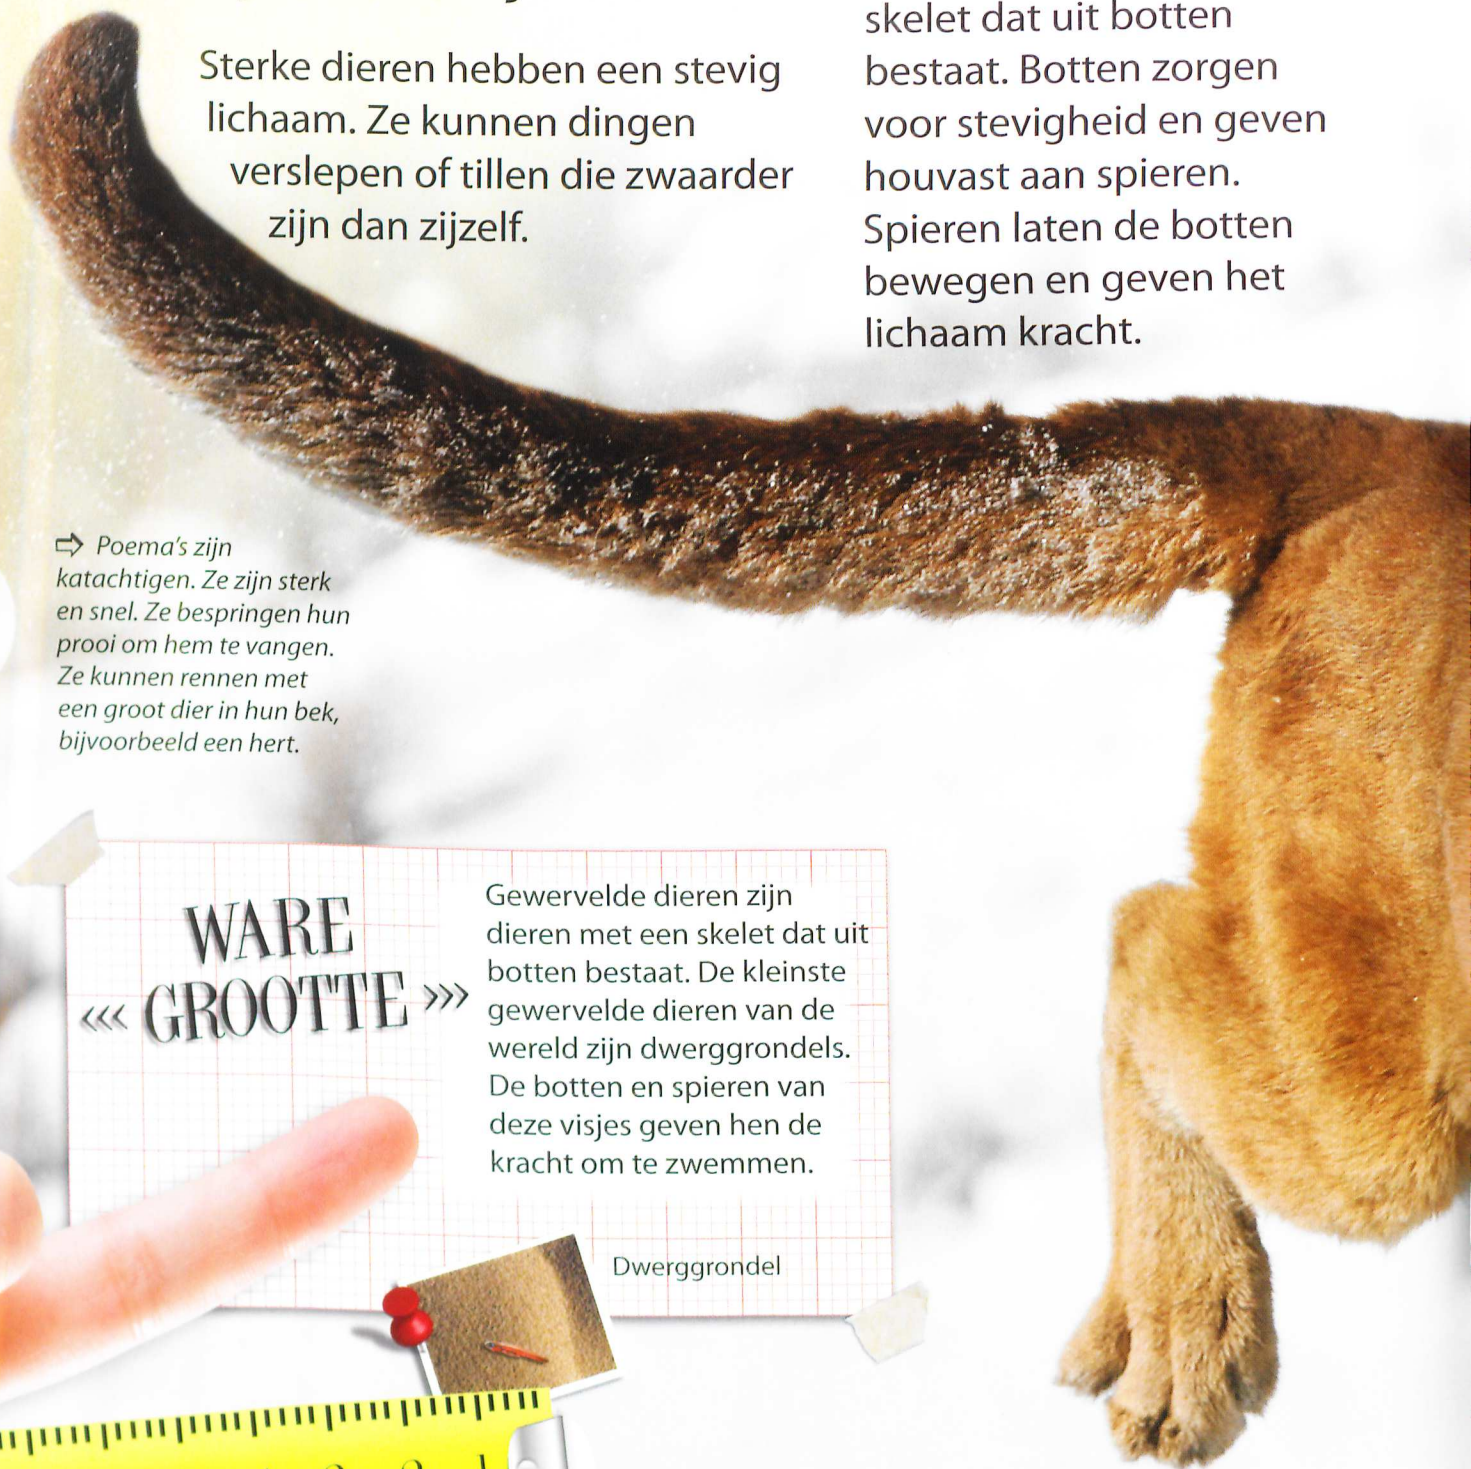 Sterke dieren hebben een stevig
lichaam. Ze kunnen dingen
verslepen of tillen die zwaarder
zijn dan zijzelf.
skelet dat uit botten
bestaat. Botten zorgen
voor stevigheid en geven
houvast aan spieren.
Spieren laten de botten
bewegen en geven het
lichaam kracht.
⇨ Poema's zijn
katachtigen. Ze zijn sterk
en snel. Ze bespringen hun
prooi om hem te vangen.
Ze kunnen rennen met
een groot dier in hun bek,
bijvoorbeeld een hert.
WARE
<<< GROOTTE >>>
Gewervelde dieren zijn
dieren met een skelet dat uit
botten bestaat. De kleinste
gewervelde dieren van de
wereld zijn dwerggrondels.
De botten en spieren van
deze visjes geven hen de
kracht om te zwemmen.
Dwerggrondel